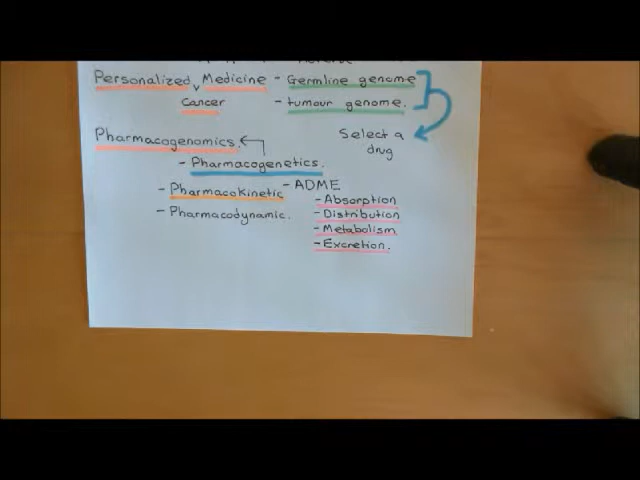 Personalized Medicine - Germline genome
Cancer - tumour genome.
Pharmacogenomics. Select a
drug
- Pharmacogenetics.
- Pharmacokinetic - ADME
- Absorption
- Pharmacodynamic. - Distribution
- Metabolism
- Excretion.